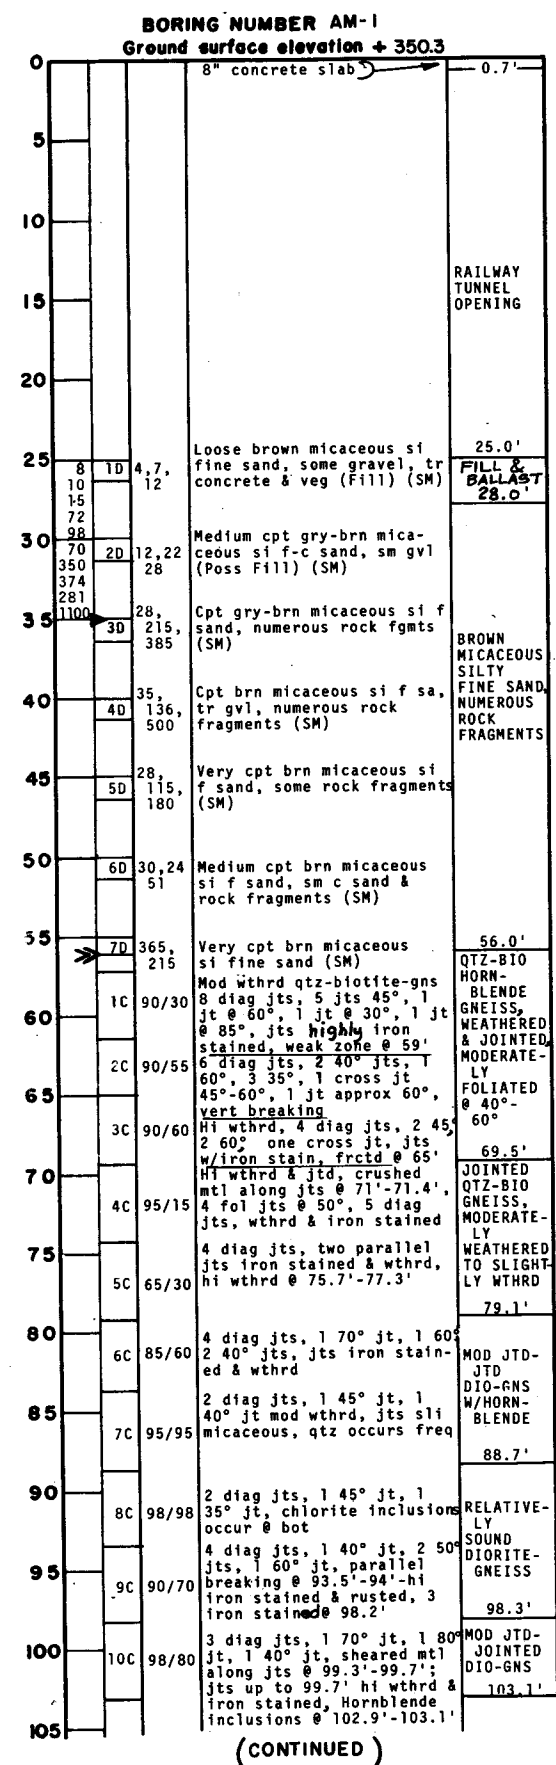 BORING NUMBER AM-1
Ground surface elevation + 350.3
0
8" concrete slab
0.7'
5
10
RAILWAY
TUNNEL
OPENING
15
20
25
8
10
15
72
98
1D
4,7,
12
Loose brown micaceous si
fine sand, some gravel, tr
concrete & veg (Fill) (SM)
25.0'
FILL &
BALLAST
28.0'
30
70
350
374
281
1100
2D
12,22
28
Medium cpt gry-brn mica-
ceous si f-c sand, sm gvl
(Poss Fill) (SM)
35
3D
28,
215,
385
Cpt gry-brn micaceous si f
sand, numerous rock fgmts
(SM)
BROWN
MICACEOUS
SILTY
FINE SAND,
NUMEROUS
ROCK
FRAGMENTS
40
4D
35,
136,
500
Cpt brn micaceous si f sa,
tr gvl, numerous rock
fragments (SM)
45
5D
28,
115,
180
Very cpt brn micaceous si
f sand, some rock fragments
(SM)
50
6D
30,24
51
Medium cpt brn micaceous
si f sand, sm c sand &
rock fragments (SM)
55
7D
365,
215
Very cpt brn micaceous
si fine sand (SM)
56.0'
QTZ-BIO
HORN-
BLENDE
GNEISS,
WEATHERED
& JOINTED,
MODERATE-
LY
FOLIATED
@ 40°-
60°
69.5'
60
1C
90/30
Mod wthrd qtz-biotite-gns
8 diag jts, 5 jts 45°, 1
jt @ 60°, 1 jt @ 30°, 1 jt
@ 85°, jts highly iron
stained, weak zone @ 59'
2C
90/55
6 diag jts, 2 40° jts, 1
60°, 3 35°, 1 cross jt
45°-60°, 1 jt approx 60°,
vert breaking
65
3C
90/60
Hi wthrd, 4 diag jts, 2 45°
2 60° one cross jt, jts
w/iron stain, frctd @ 65'
70
4C
95/15
Hi wthrd & jtd, crushed
mtl along jts @ 71'-71.4',
4 fol jts @ 50°, 5 diag
jts, wthrd & iron stained
JOINTED
QTZ-BIO
GNEISS,
MODERATE-
LY
WEATHERED
TO SLIGHT-
LY WTHRD
79.1'
75
5C
65/30
4 diag jts, two parallel
jts iron stained & wthrd,
hi wthrd @ 75.7'-77.3'
80
6C
85/60
4 diag jts, 1 70° jt, 1 60°
2 40° jts, jts iron stain-
ed & wthrd
MOD JTD-
JTD
DIO-GNS
W/HORN-
BLENDE
88.7'
85
7C
95/95
2 diag jts, 1 45° jt, 1
40° jt mod wthrd, jts sli
micaceous, qtz occurs freq
90
8C
98/98
2 diag jts, 1 45° jt, 1
35° jt, chlorite inclusions
occur @ bot
RELATIVE-
LY
SOUND
DIORITE-
GNEISS
98.3'
95
9C
90/70
4 diag jts, 1 40° jt, 2 50°
jts, 1 60° jt, parallel
breaking @ 93.5'-94'-hi
iron stained & rusted, 3
iron stained@ 98.2'
100
10C
98/80
3 diag jts, 1 70° jt, 1 80°
jt, 1 40° jt, sheared mtl
along jts @ 99.3'-99.7';
jts up to 99.7' hi wthrd &
iron stained, Hornblende
inclusions @ 102.9'-103.1'
MOD JTD-
JOINTED
DIO-GNS
103.1'
105
(CONTINUED)